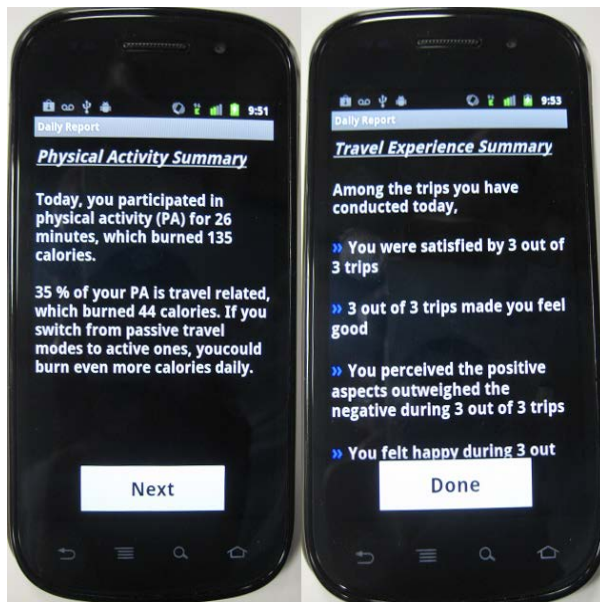 9:51
Daily Report
Physical Activity Summary
Today, you participated in
physical activity (PA) for 26
minutes, which burned 135
calories.
35 % of your PA is travel related,
which burned 44 calories. If you
switch from passive travel
modes to active ones, youcould
burn even more calories daily.
Next
9:53
Daily Report
Travel Experience Summary
Among the trips you have
conducted today,
» You were satisfied by 3 out of
3 trips
» 3 out of 3 trips made you feel
good
» You perceived the positive
aspects outweighed the
negative during 3 out of 3 trips
» You felt happy during 3 out
Done